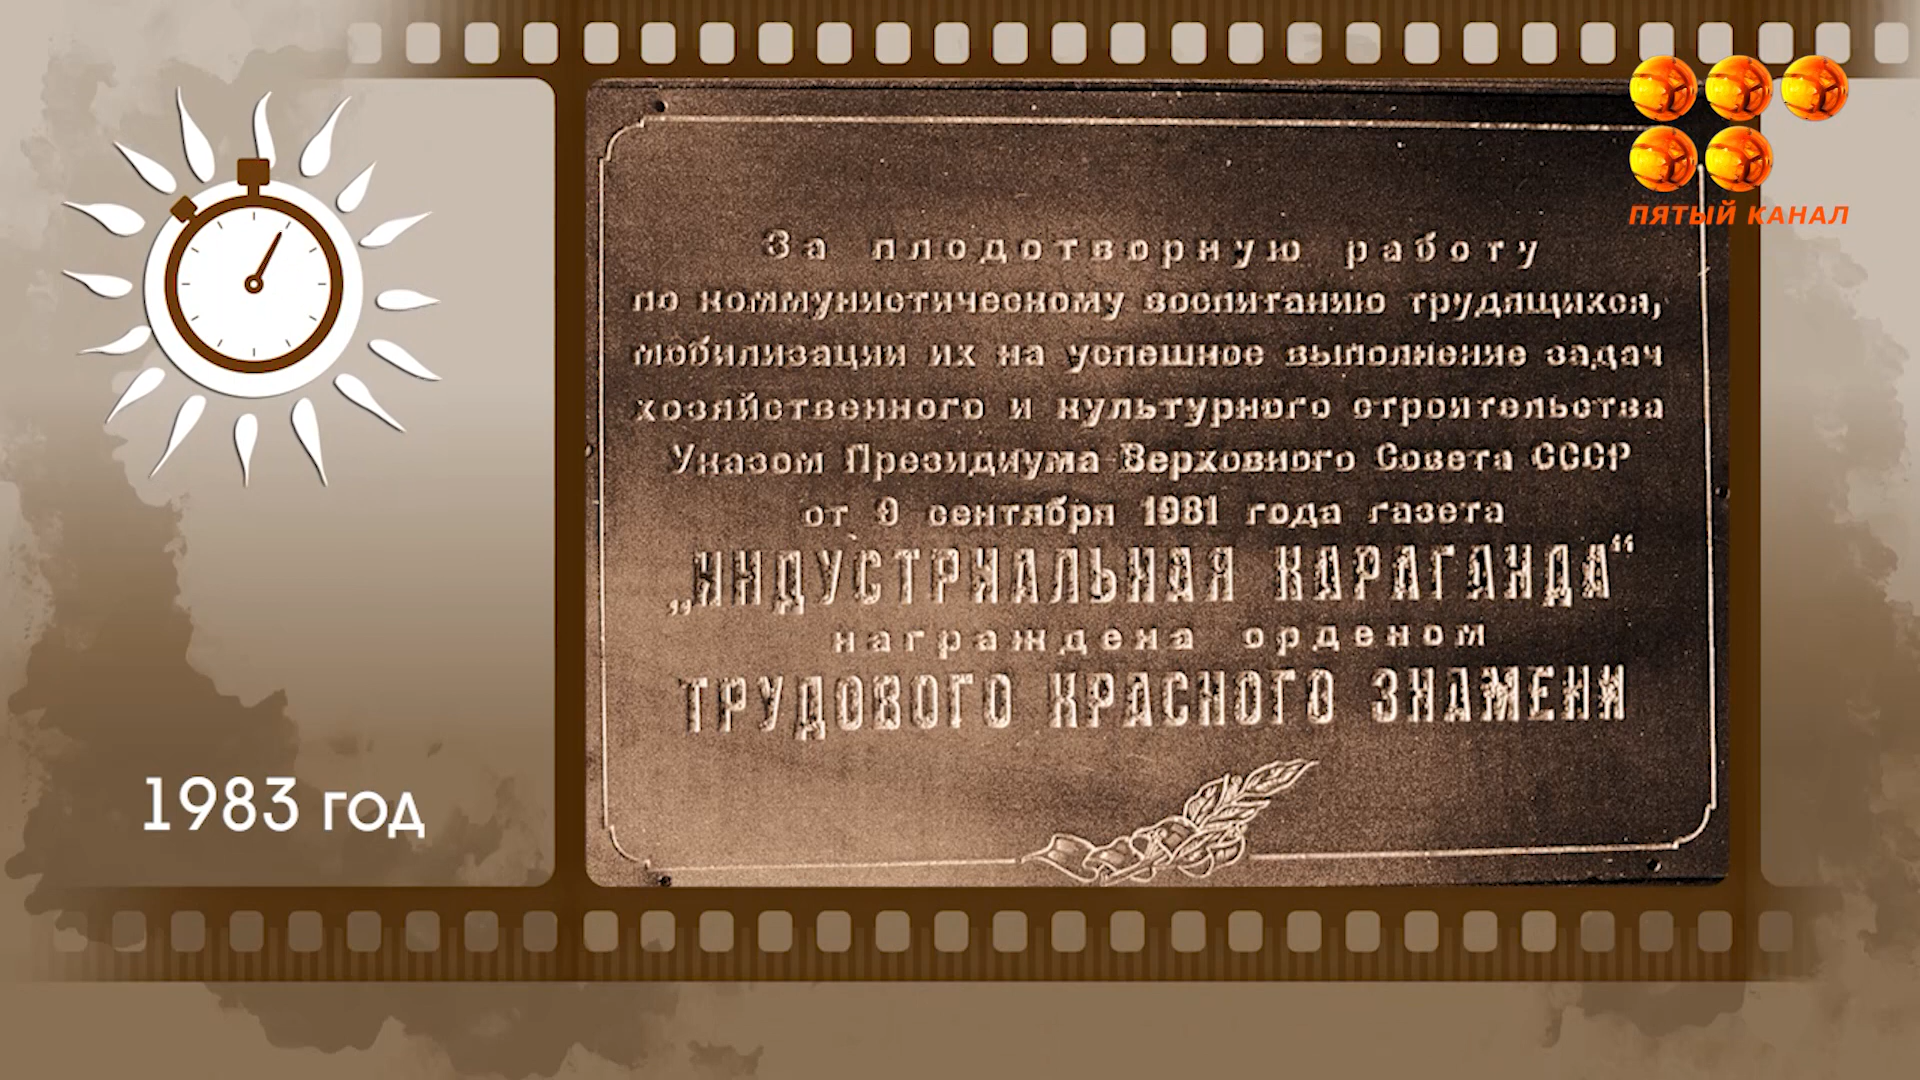 ПЯТЫЙ КАНАЛ
За плодотворную работу
по коммунистическому воспитанию трудящихся,
мобилизации их на успешное выполнение задач
хозяйственного и культурного строительства
Указом Президиума Верховного Совета СССР
от 9 сентября 1981 года газета
„ИНДУСТРИАЛЬНАЯ КАРАГАНДА“
награждена орденом
ТРУДОВОГО КРАСНОГО ЗНАМЕНИ
1983 год